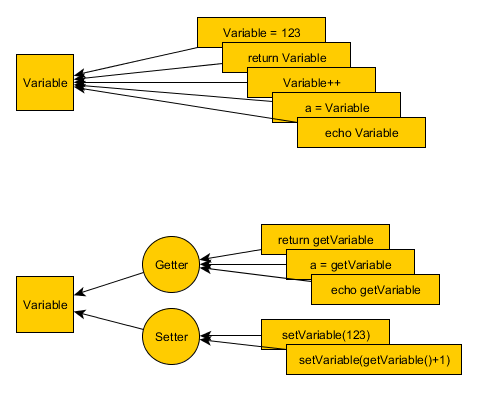 Variable = 123
return Variable
Variable
Variable++
a = Variable
echo Variable
return getVariable
Getter
a = getVariable
echo getVariable
Variable
Setter
setVariable(123)
setVariable(getVariable()+1)